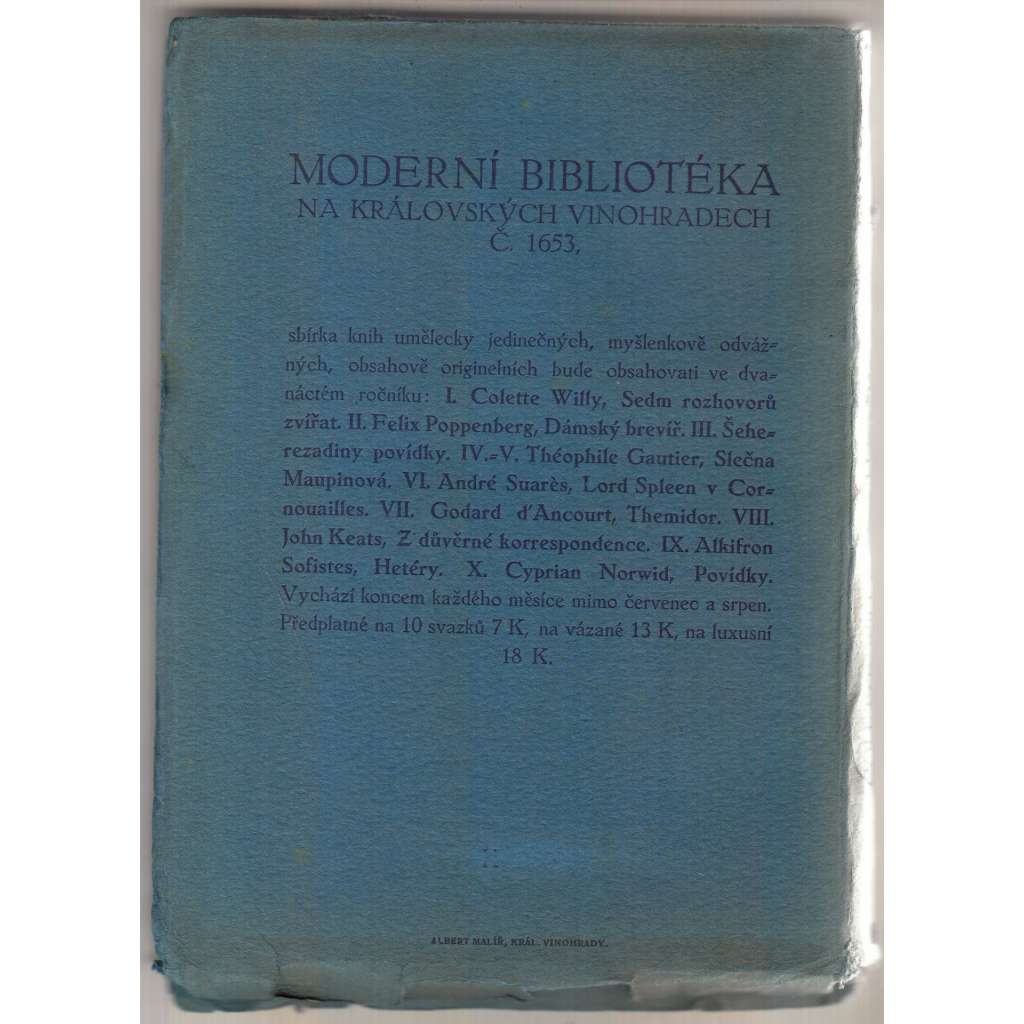 MODERNÍ BIBLIOTÉKA
NA KRÁLOVSKÝCH VINOHRADECH
Č. 1653,
sbírka knih umělecky jedinečných, myšlenkově odváž=
ných, obsahově originelních bude obsahovati ve dva=
náctém ročníku: I. Colette Willy, Sedm rozhovorů
zvířat. II. Felix Poppenberg, Dámský brevíř. III. Šehe=
rezadiny povídky. IV.=V. Théophile Gautier, Slečna
Maupinová. VI. André Suarès, Lord Spleen v Cor=
nouailles. VII. Godard d'Ancourt, Themidor. VIII.
John Keats, Z důvěrné korrespondence. IX. Alkifron
Sofistes, Hetéry. X. Cyprian Norwid, Povídky.
Vychází koncem každého měsíce mimo červenec a srpen.
Předplatné na 10 svazků 7 K, na vázané 13 K, na luxusní
18 K.
ALBERT MALÍŘ, KRÁL. VINOHRADY.